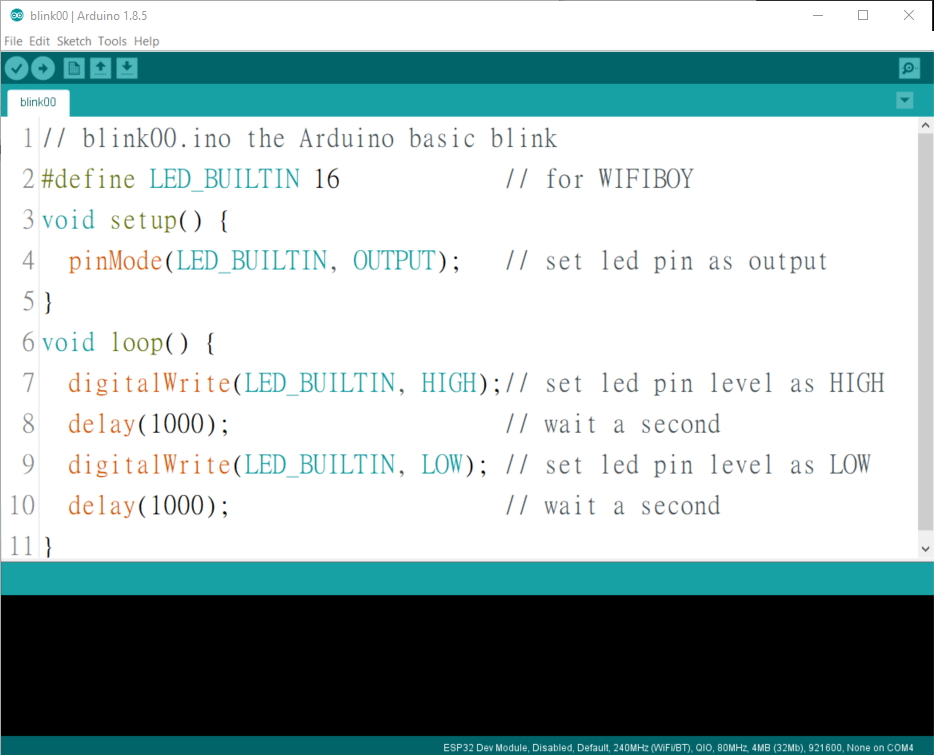 blink00 | Arduino 1.8.5
File Edit Sketch Tools Help
blink00
1 // blink00.ino the Arduino basic blink
2 #define LED_BUILTIN 16 // for WIFIBOY
3 void setup() {
4 pinMode(LED_BUILTIN, OUTPUT); // set led pin as output
5 }
6 void loop() {
7 digitalWrite(LED_BUILTIN, HIGH);// set led pin level as HIGH
8 delay(1000); // wait a second
9 digitalWrite(LED_BUILTIN, LOW); // set led pin level as LOW
10 delay(1000); // wait a second
11 }
ESP32 Dev Module, Disabled, Default, 240MHz (WiFi/BT), QIO, 80MHz, 4MB (32Mb), 921600, None on COM4